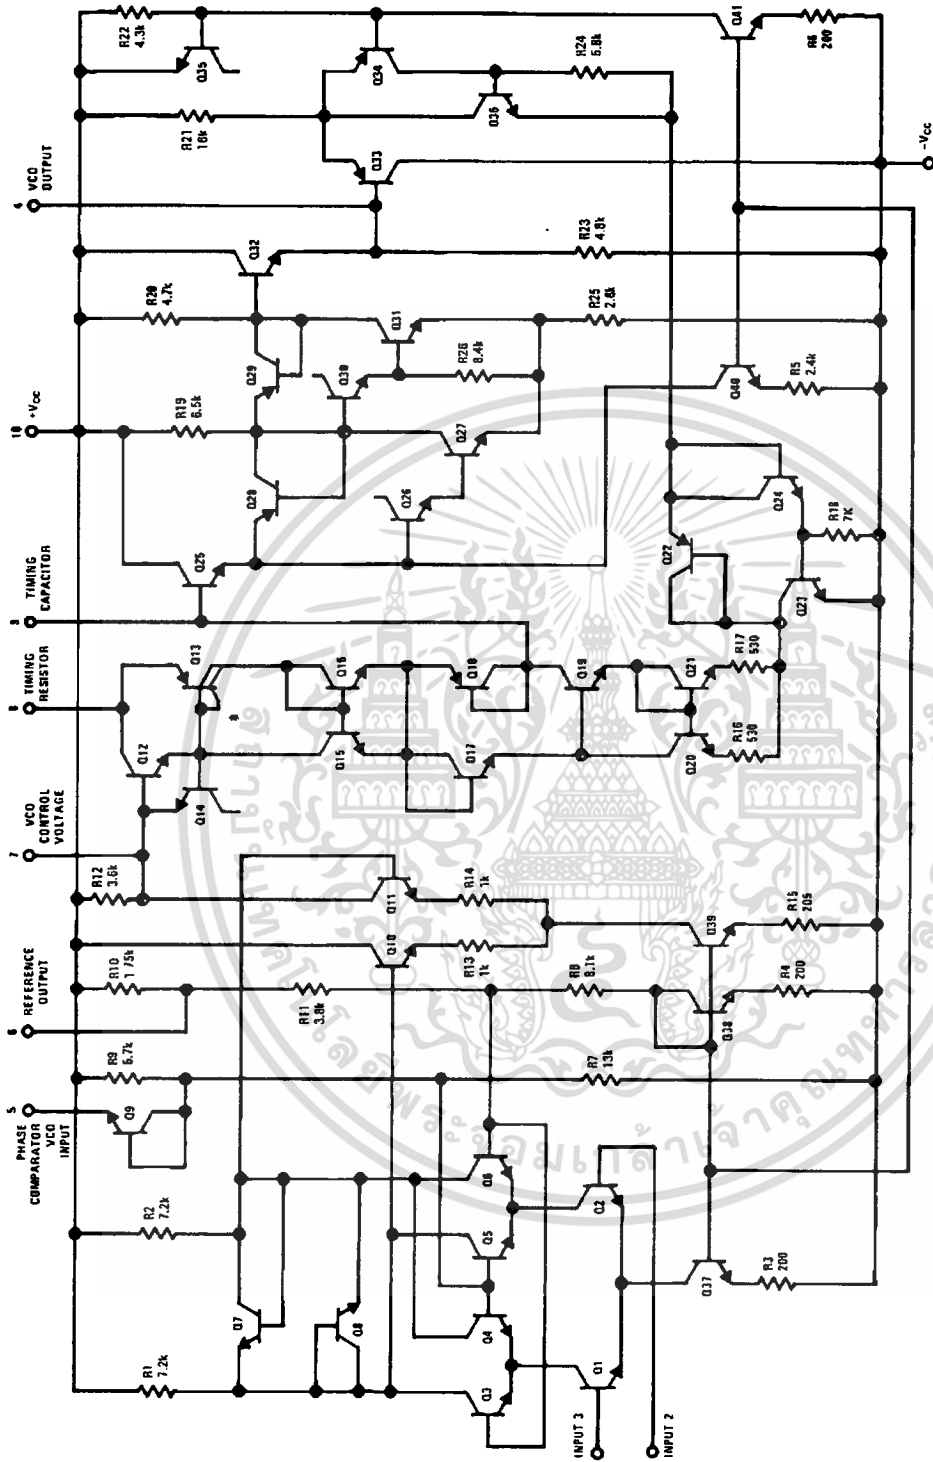 INPUT 3
INPUT 2
R1
7.2k
R2
7.2k
5
PHASE
COMPARATOR
VCO
INPUT
Q9
R9
5.7k
6
REFERENCE
OUTPUT
R10
1 75k
R12
3.6k
7
VCO
CONTROL
VOLTAGE
8
TIMING
RESISTOR
9
TIMING
CAPACITOR
10
+VCC
4
VCO
OUTPUT
Q7
Q8
Q3
Q4
Q5
Q6
Q1
Q2
Q37
R3
200
R11
3.8k
R7
13k
R8
8.1k
Q38
R4
200
Q10
Q11
R13
1k
R14
1k
Q39
R15
205
Q12
Q13
Q14
Q15
Q16
Q17
Q18
Q19
Q20
Q21
R16
530
R17
530
Q22
Q23
Q24
R18
7K
Q25
Q26
Q27
Q28
Q29
Q30
Q31
Q32
R19
6.5k
R20
4.7k
R26
8.4k
R25
2.6k
R23
4.8k
Q40
R5
2.4k
R21
16k
R22
4.3k
Q33
Q34
Q35
Q36
R24
5.8k
Q41
R6
200
-VCC